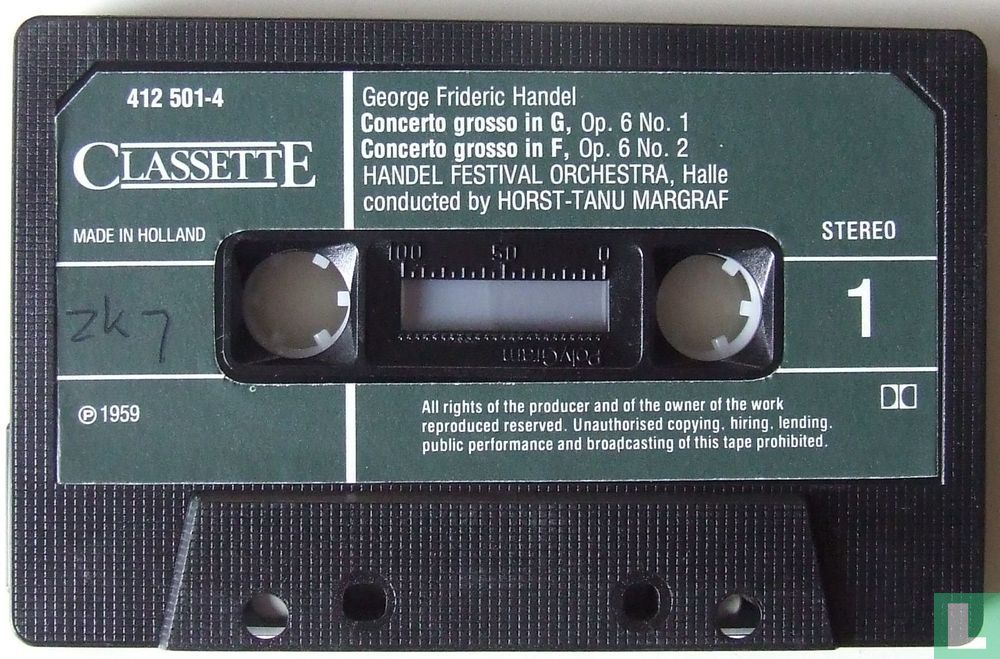 412 501-4
CLASSETTE
MADE IN HOLLAND
George Frideric Handel
Concerto grosso in G, Op. 6 No. 1
Concerto grosso in F, Op. 6 No. 2
HANDEL FESTIVAL ORCHESTRA, Halle
conducted by HORST-TANU MARGRAF
STEREO
1
100 50 0
PolyGram
zk 7
℗ 1959
All rights of the producer and of the owner of the work
reproduced reserved. Unauthorised copying, hiring, lending,
public performance and broadcasting of this tape prohibited.
L